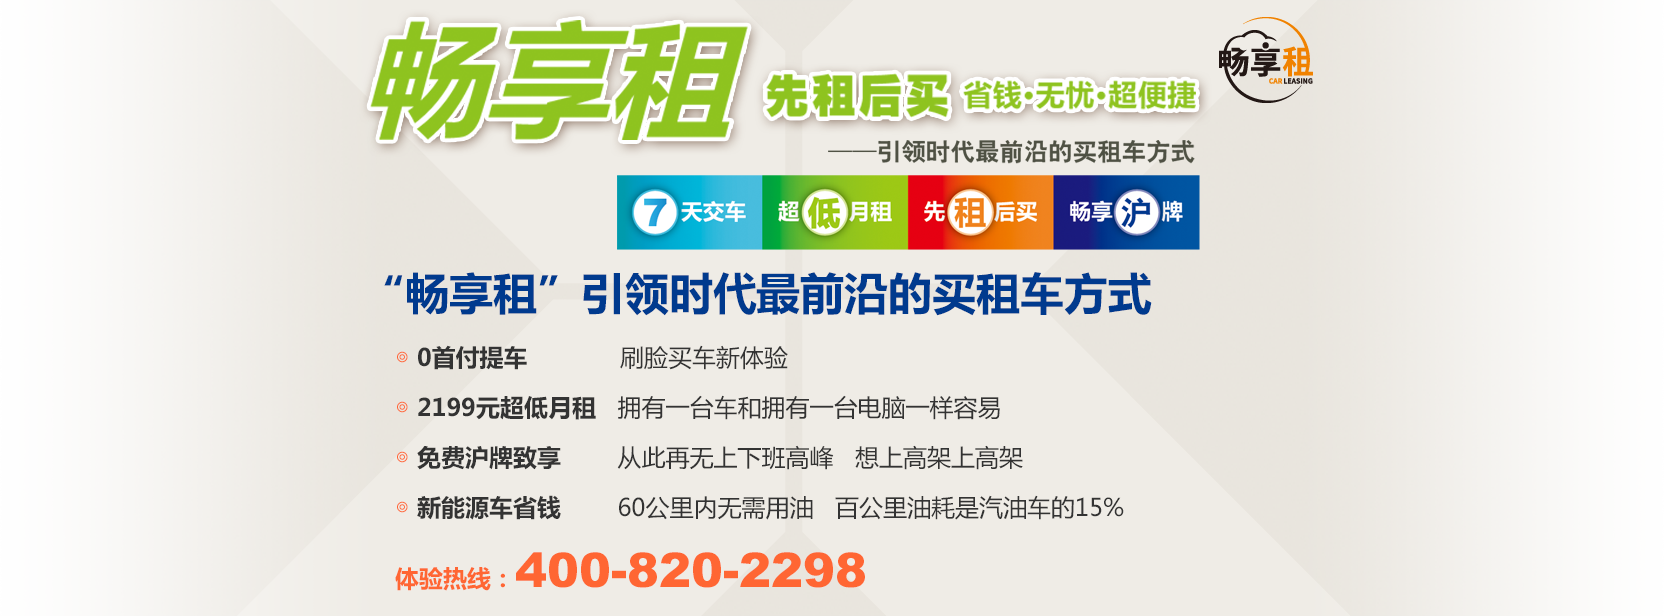 畅享租 先租后买 省钱·无忧·超便捷
畅享租
CAR LEASING
——引领时代最前沿的买租车方式
7天交车 超低月租 先租后买 畅享沪牌
“畅享租”引领时代最前沿的买租车方式
0首付提车 刷脸买车新体验
2199元超低月租 拥有一台车和拥有一台电脑一样容易
免费沪牌致享 从此再无上下班高峰 想上高架上高架
新能源车省钱 60公里内无需用油 百公里油耗是汽油车的15%
体验热线：400-820-2298